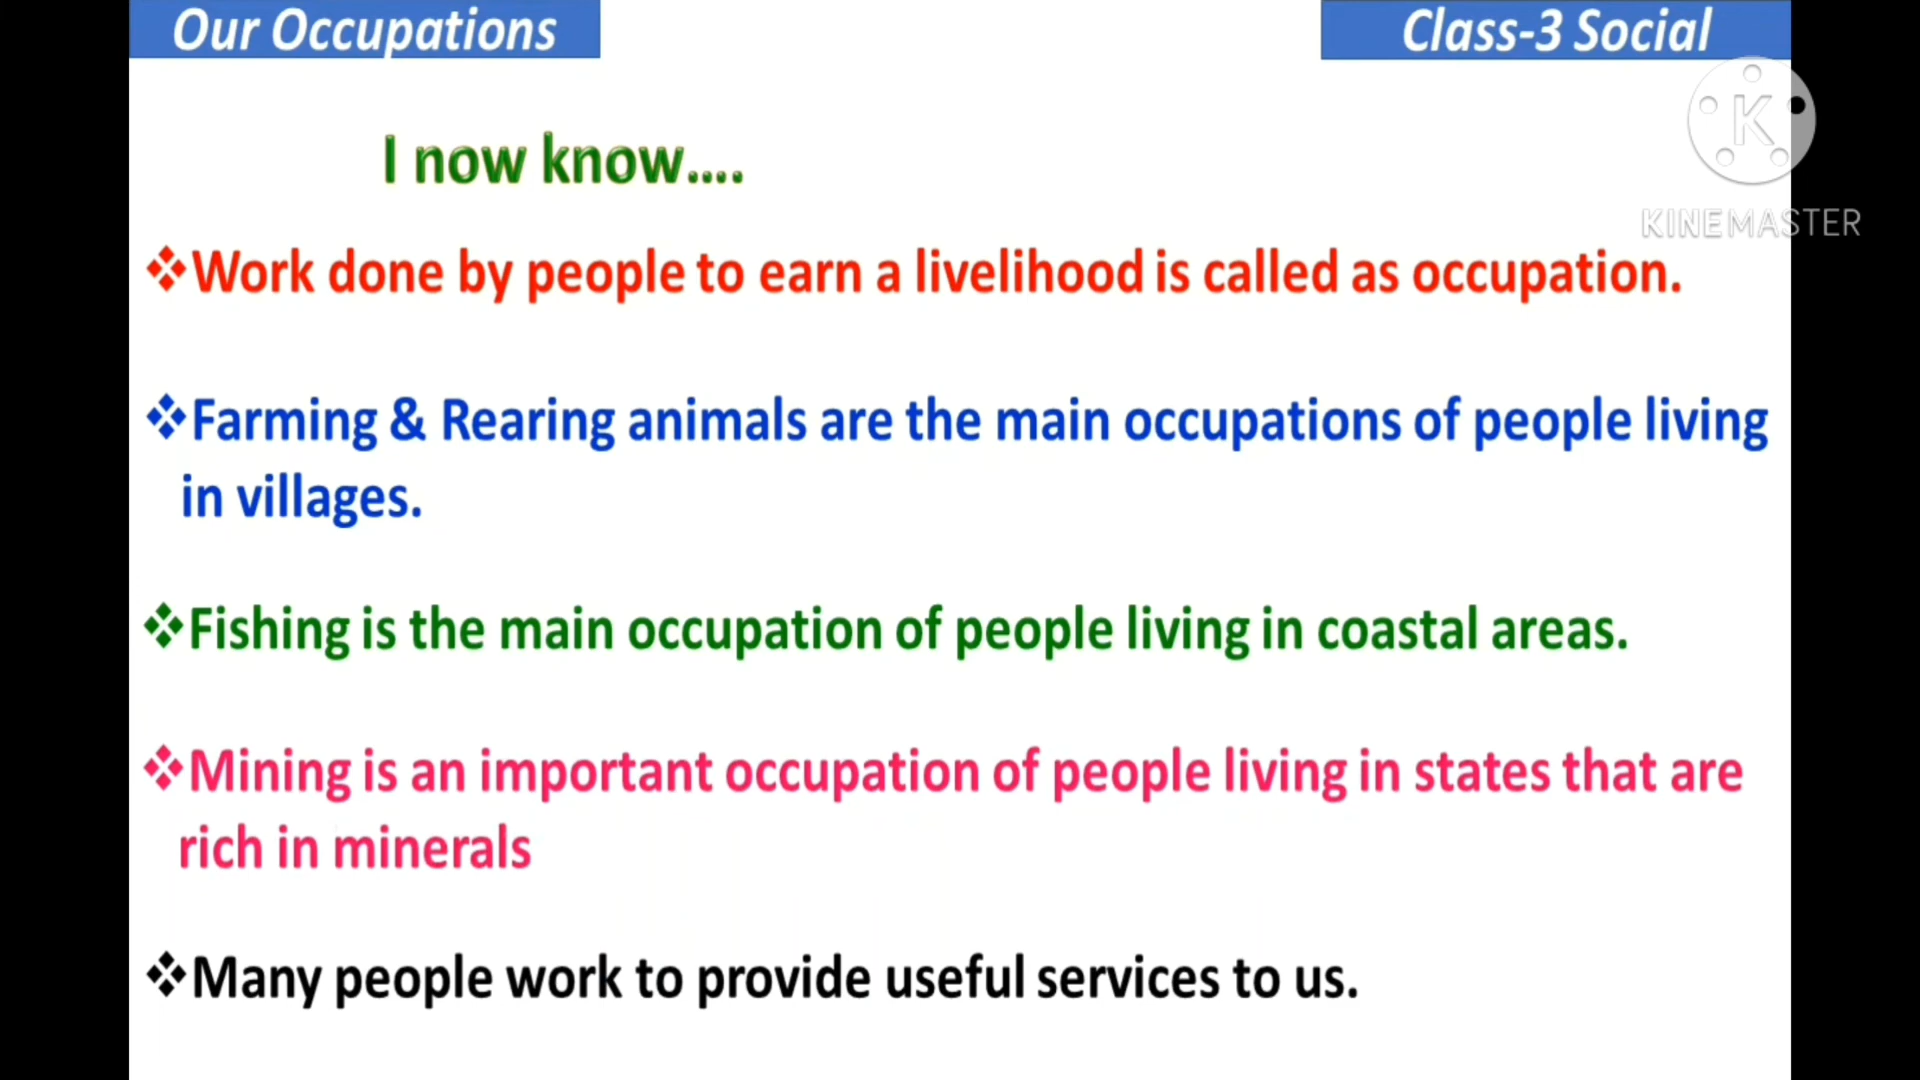 Our Occupations
Class-3 Social
K
KINEMASTER
I now know....
❖Work done by people to earn a livelihood is called as occupation.
❖Farming & Rearing animals are the main occupations of people living
in villages.
❖Fishing is the main occupation of people living in coastal areas.
❖Mining is an important occupation of people living in states that are
rich in minerals
❖Many people work to provide useful services to us.